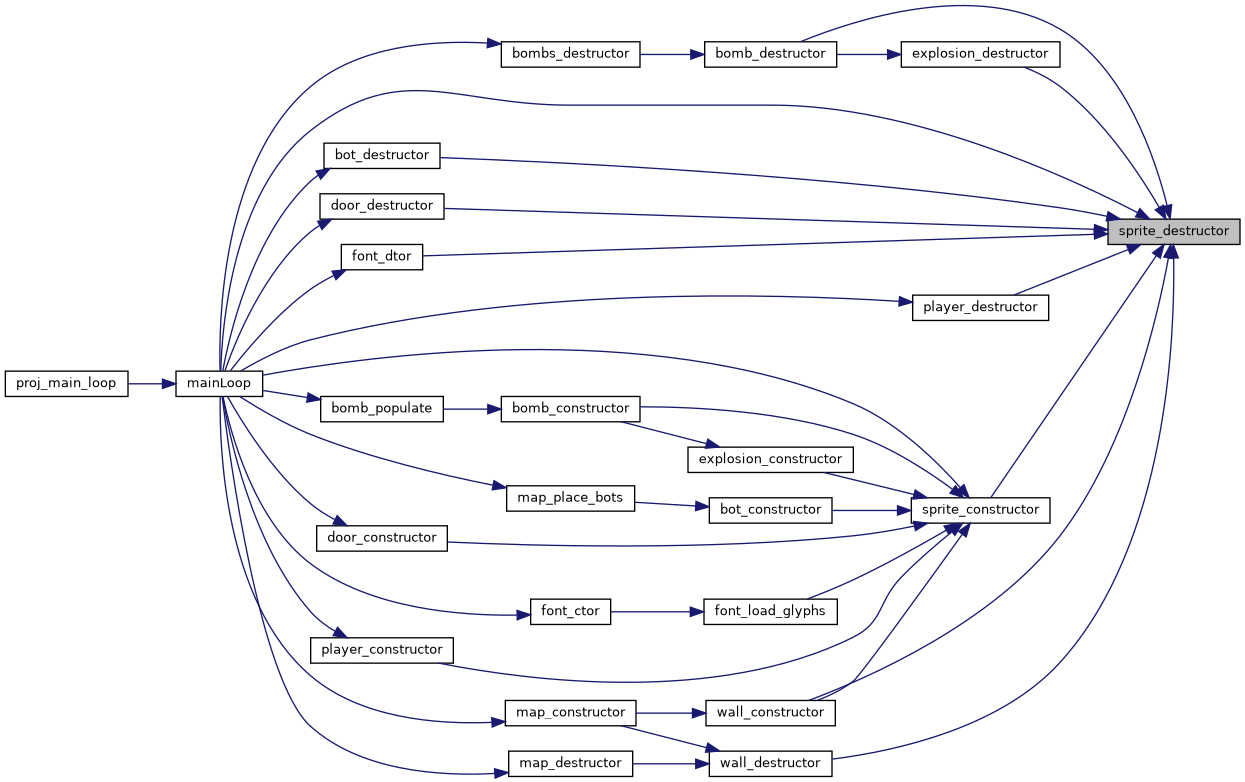 bombs_destructor
bomb_destructor
explosion_destructor
bot_destructor
door_destructor
sprite_destructor
font_dtor
player_destructor
proj_main_loop
mainLoop
bomb_populate
bomb_constructor
explosion_constructor
map_place_bots
bot_constructor
sprite_constructor
door_constructor
font_ctor
font_load_glyphs
player_constructor
map_constructor
wall_constructor
map_destructor
wall_destructor